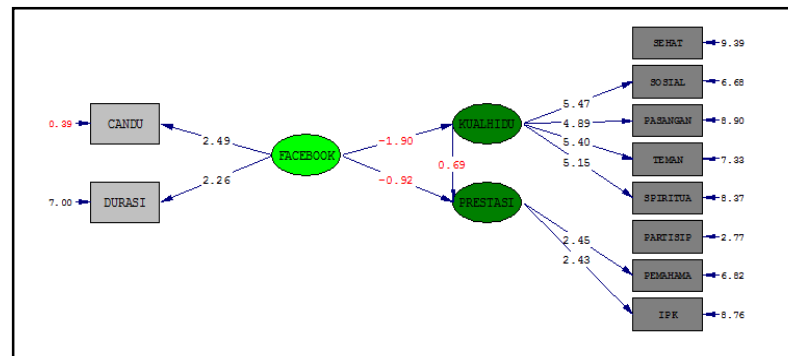 SEHAT
9.39
SOSIAL
6.68
5.47
0.39
CANDU
KUALHIDU
4.89
PASANGAN
8.90
2.49
-1.90
5.40
FACEBOOK
TEMAN
7.33
0.69
5.15
2.26
-0.92
7.00
DURASI
PRESTASI
SPIRITUA
8.37
2.45
PARTISIP
2.77
2.43
PEMAHAMA
6.82
IPK
8.76